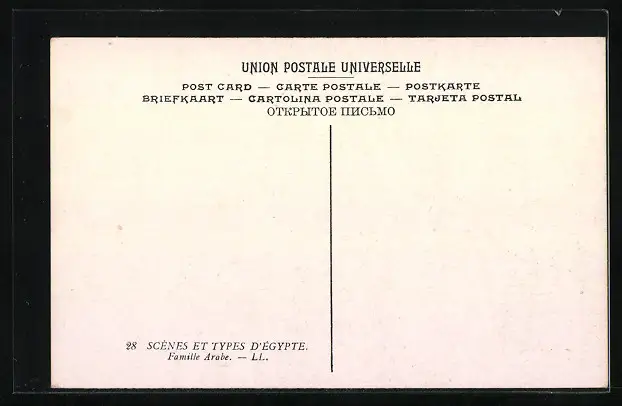 UNION POSTALE UNIVERSELLE
POST CARD — CARTE POSTALE — POSTKARTE
BRIEFKAART — CARTOLINA POSTALE — TARJETA POSTAL
ОТКРЫТОЕ ПИСЬМО
28 SCÈNES ET TYPES D'ÉGYPTE.
Famille Arabe. — LL.